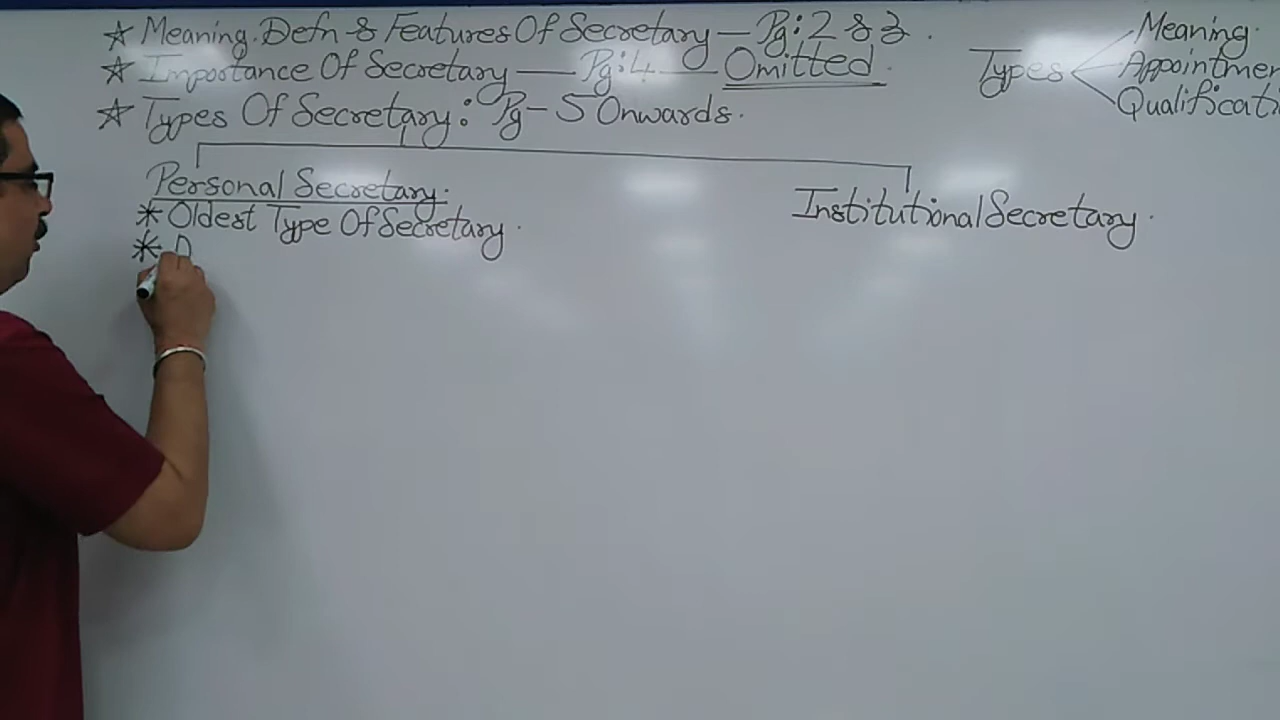 ☆ Meaning. Defn & Features Of Secretary — Pg: 2 & 3.
☆ Importance Of Secretary — Pg: 4 — Omitted.
☆ Types Of Secretary: Pg – 5 Onwards.
Types
Meaning.
Appointmen
Qualificati
Personal Secretary.
* Oldest Type Of Secretary.
*
Institutional Secretary.